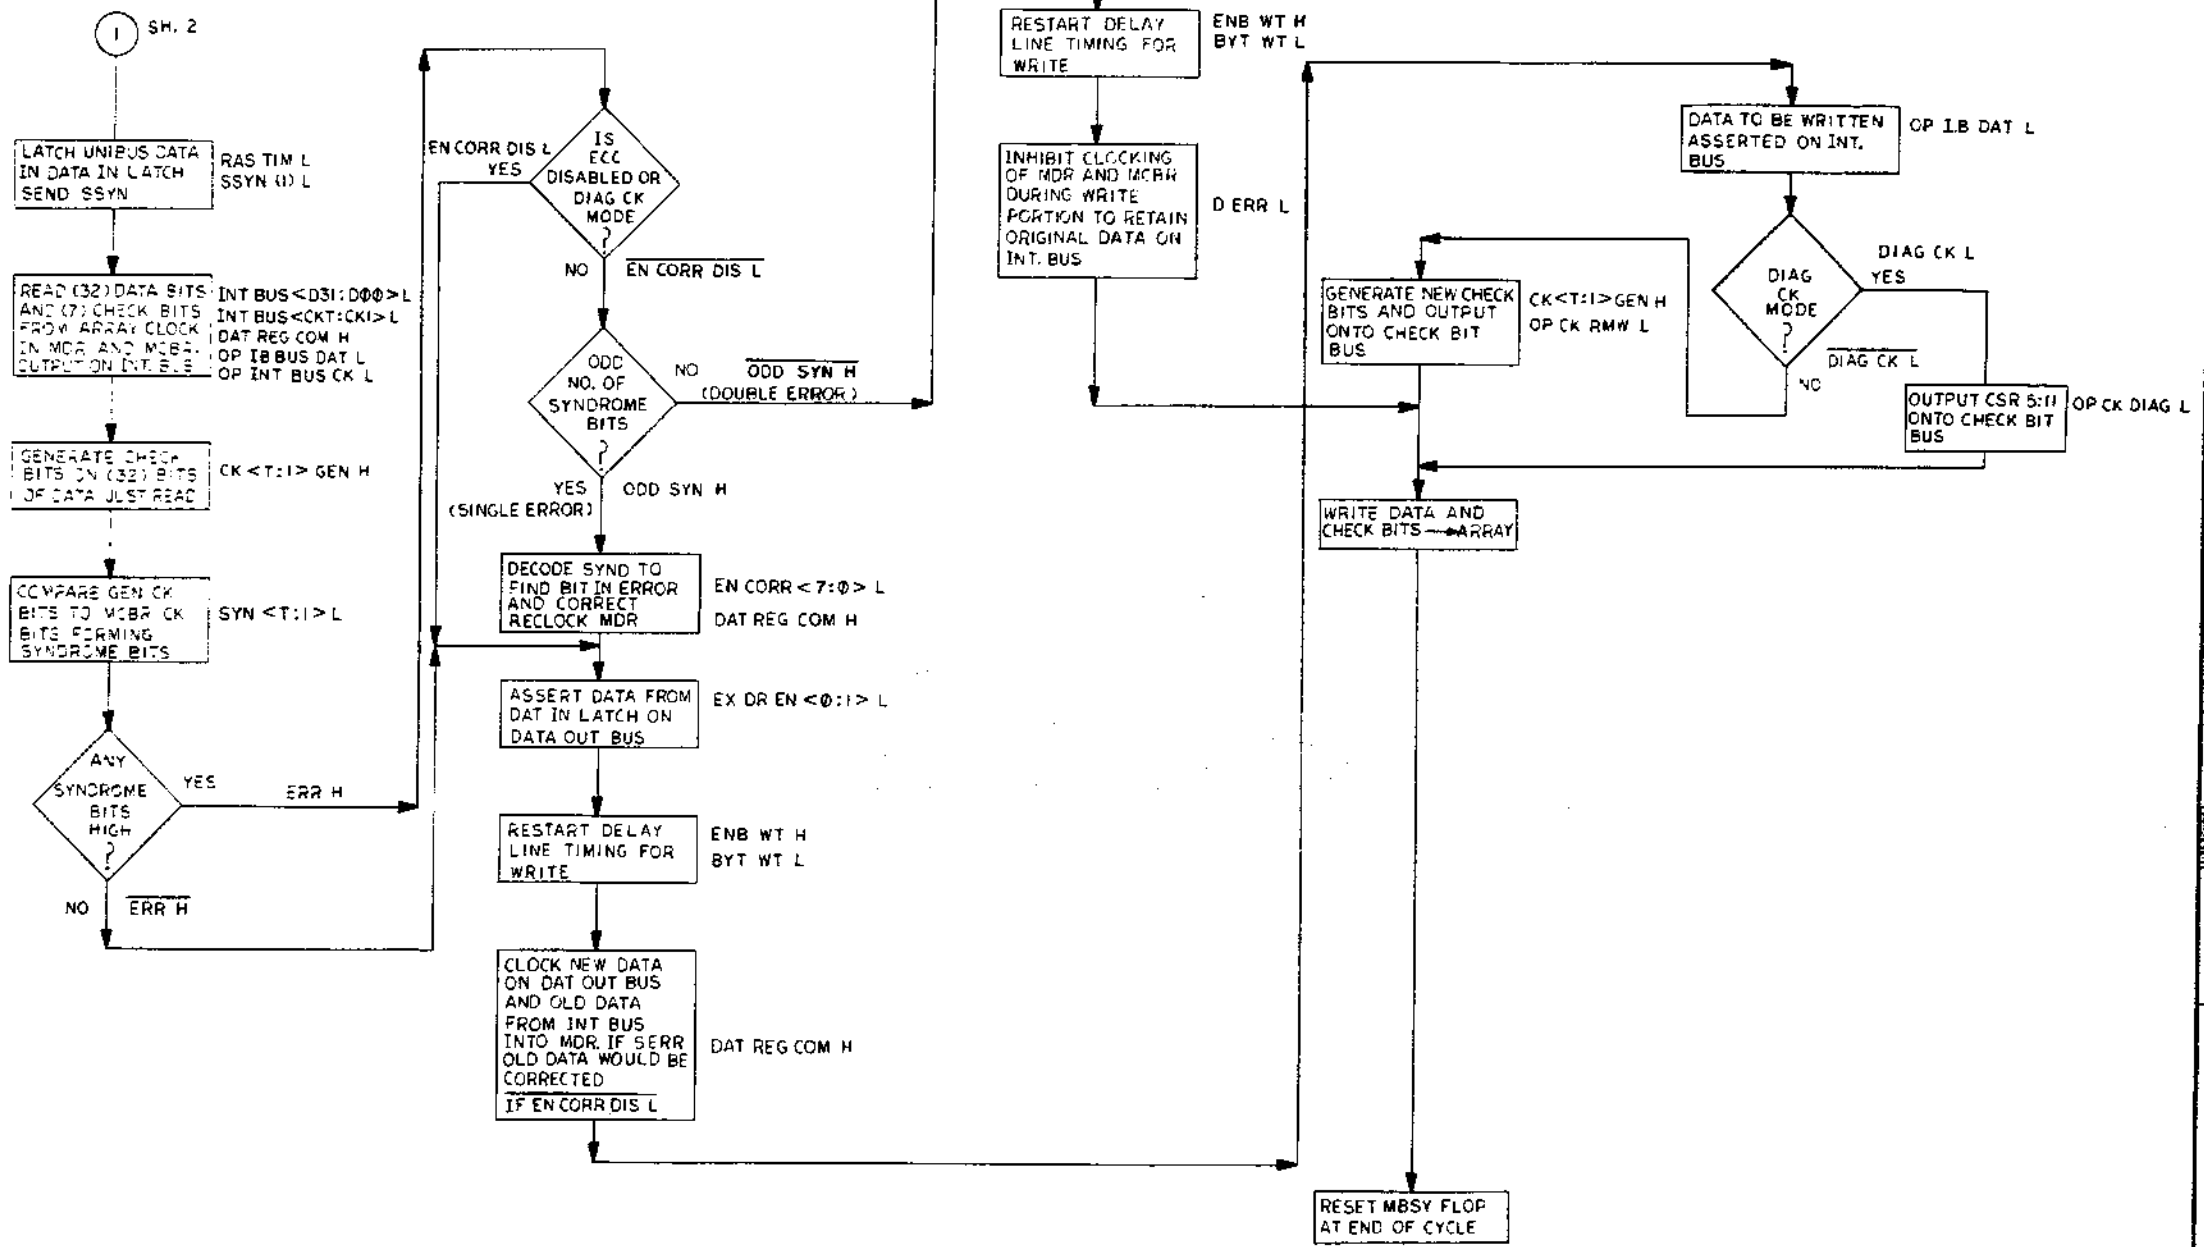 1
SH. 2
LATCH UNIBUS DATA
IN DATA IN LATCH
SEND SSYN
RAS TIM L
SSYN (1) L
READ (32) DATA BITS
AND (7) CHECK BITS
FROM ARRAY CLOCK
IN MDR AND MCBR.
OUTPUT ON INT. BUS
INT BUS<D31:D00>L
INT BUS<CKT:CK1>L
DAT REG COM H
OP IB BUS DAT L
OP INT BUS CK L
GENERATE CHECK
BITS ON (32) BITS
OF DATA JUST READ
CK<T:1>GEN H
COMPARE GEN CK
BITS TO MCBR CK
BITS FORMING
SYNDROME BITS
SYN<T:1>L
ANY
SYNDROME
BITS
HIGH
?
YES
ERR H
NO
ERR H
IS
ECC
DISABLED OR
DIAG CK
MODE
?
EN CORR DIS L
YES
NO
EN CORR DIS L
ODD
NO. OF
SYNDROME
BITS
?
NO
ODD SYN H
(DOUBLE ERROR)
YES
(SINGLE ERROR)
ODD SYN H
DECODE SYND TO
FIND BIT IN ERROR
AND CORRECT
RECLOCK MDR
EN CORR<7:0>L
DAT REG COM H
ASSERT DATA FROM
DAT IN LATCH ON
DATA OUT BUS
EX DR EN<0:1>L
RESTART DELAY
LINE TIMING FOR
WRITE
ENB WT H
BYT WT L
CLOCK NEW DATA
ON DAT OUT BUS
AND OLD DATA
FROM INT BUS
INTO MDR. IF SERR
OLD DATA WOULD BE
CORRECTED
IF EN CORR DIS L
DAT REG COM H
RESTART DELAY
LINE TIMING FOR
WRITE
ENB WT H
BYT WT L
INHIBIT CLOCKING
OF MDR AND MCBR
DURING WRITE
PORTION TO RETAIN
ORIGINAL DATA ON
INT. BUS
D ERR L
DATA TO BE WRITTEN
ASSERTED ON INT.
BUS
OP I.B DAT L
DIAG
CK
MODE
?
DIAG CK L
YES
DIAG CK L
NO
GENERATE NEW CHECK
BITS AND OUTPUT
ONTO CHECK BIT
BUS
CK<T:1>GEN H
OP CK RMW L
OUTPUT CSR 5:11
ONTO CHECK BIT
BUS
OP CK DIAG L
WRITE DATA AND
CHECK BITS→ARRAY
RESET MBSY FLOP
AT END OF CYCLE